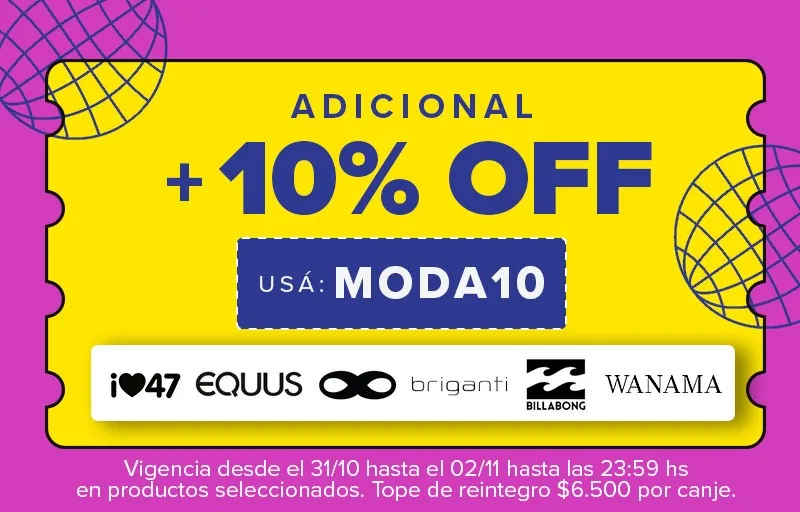 ADICIONAL
+ 10% OFF
USÁ: MODA10
i♥47 EQUUS briganti BILLABONG WANAMA
Vigencia desde el 31/10 hasta el 02/11 hasta las 23:59 hs
en productos seleccionados. Tope de reintegro $6.500 por canje.